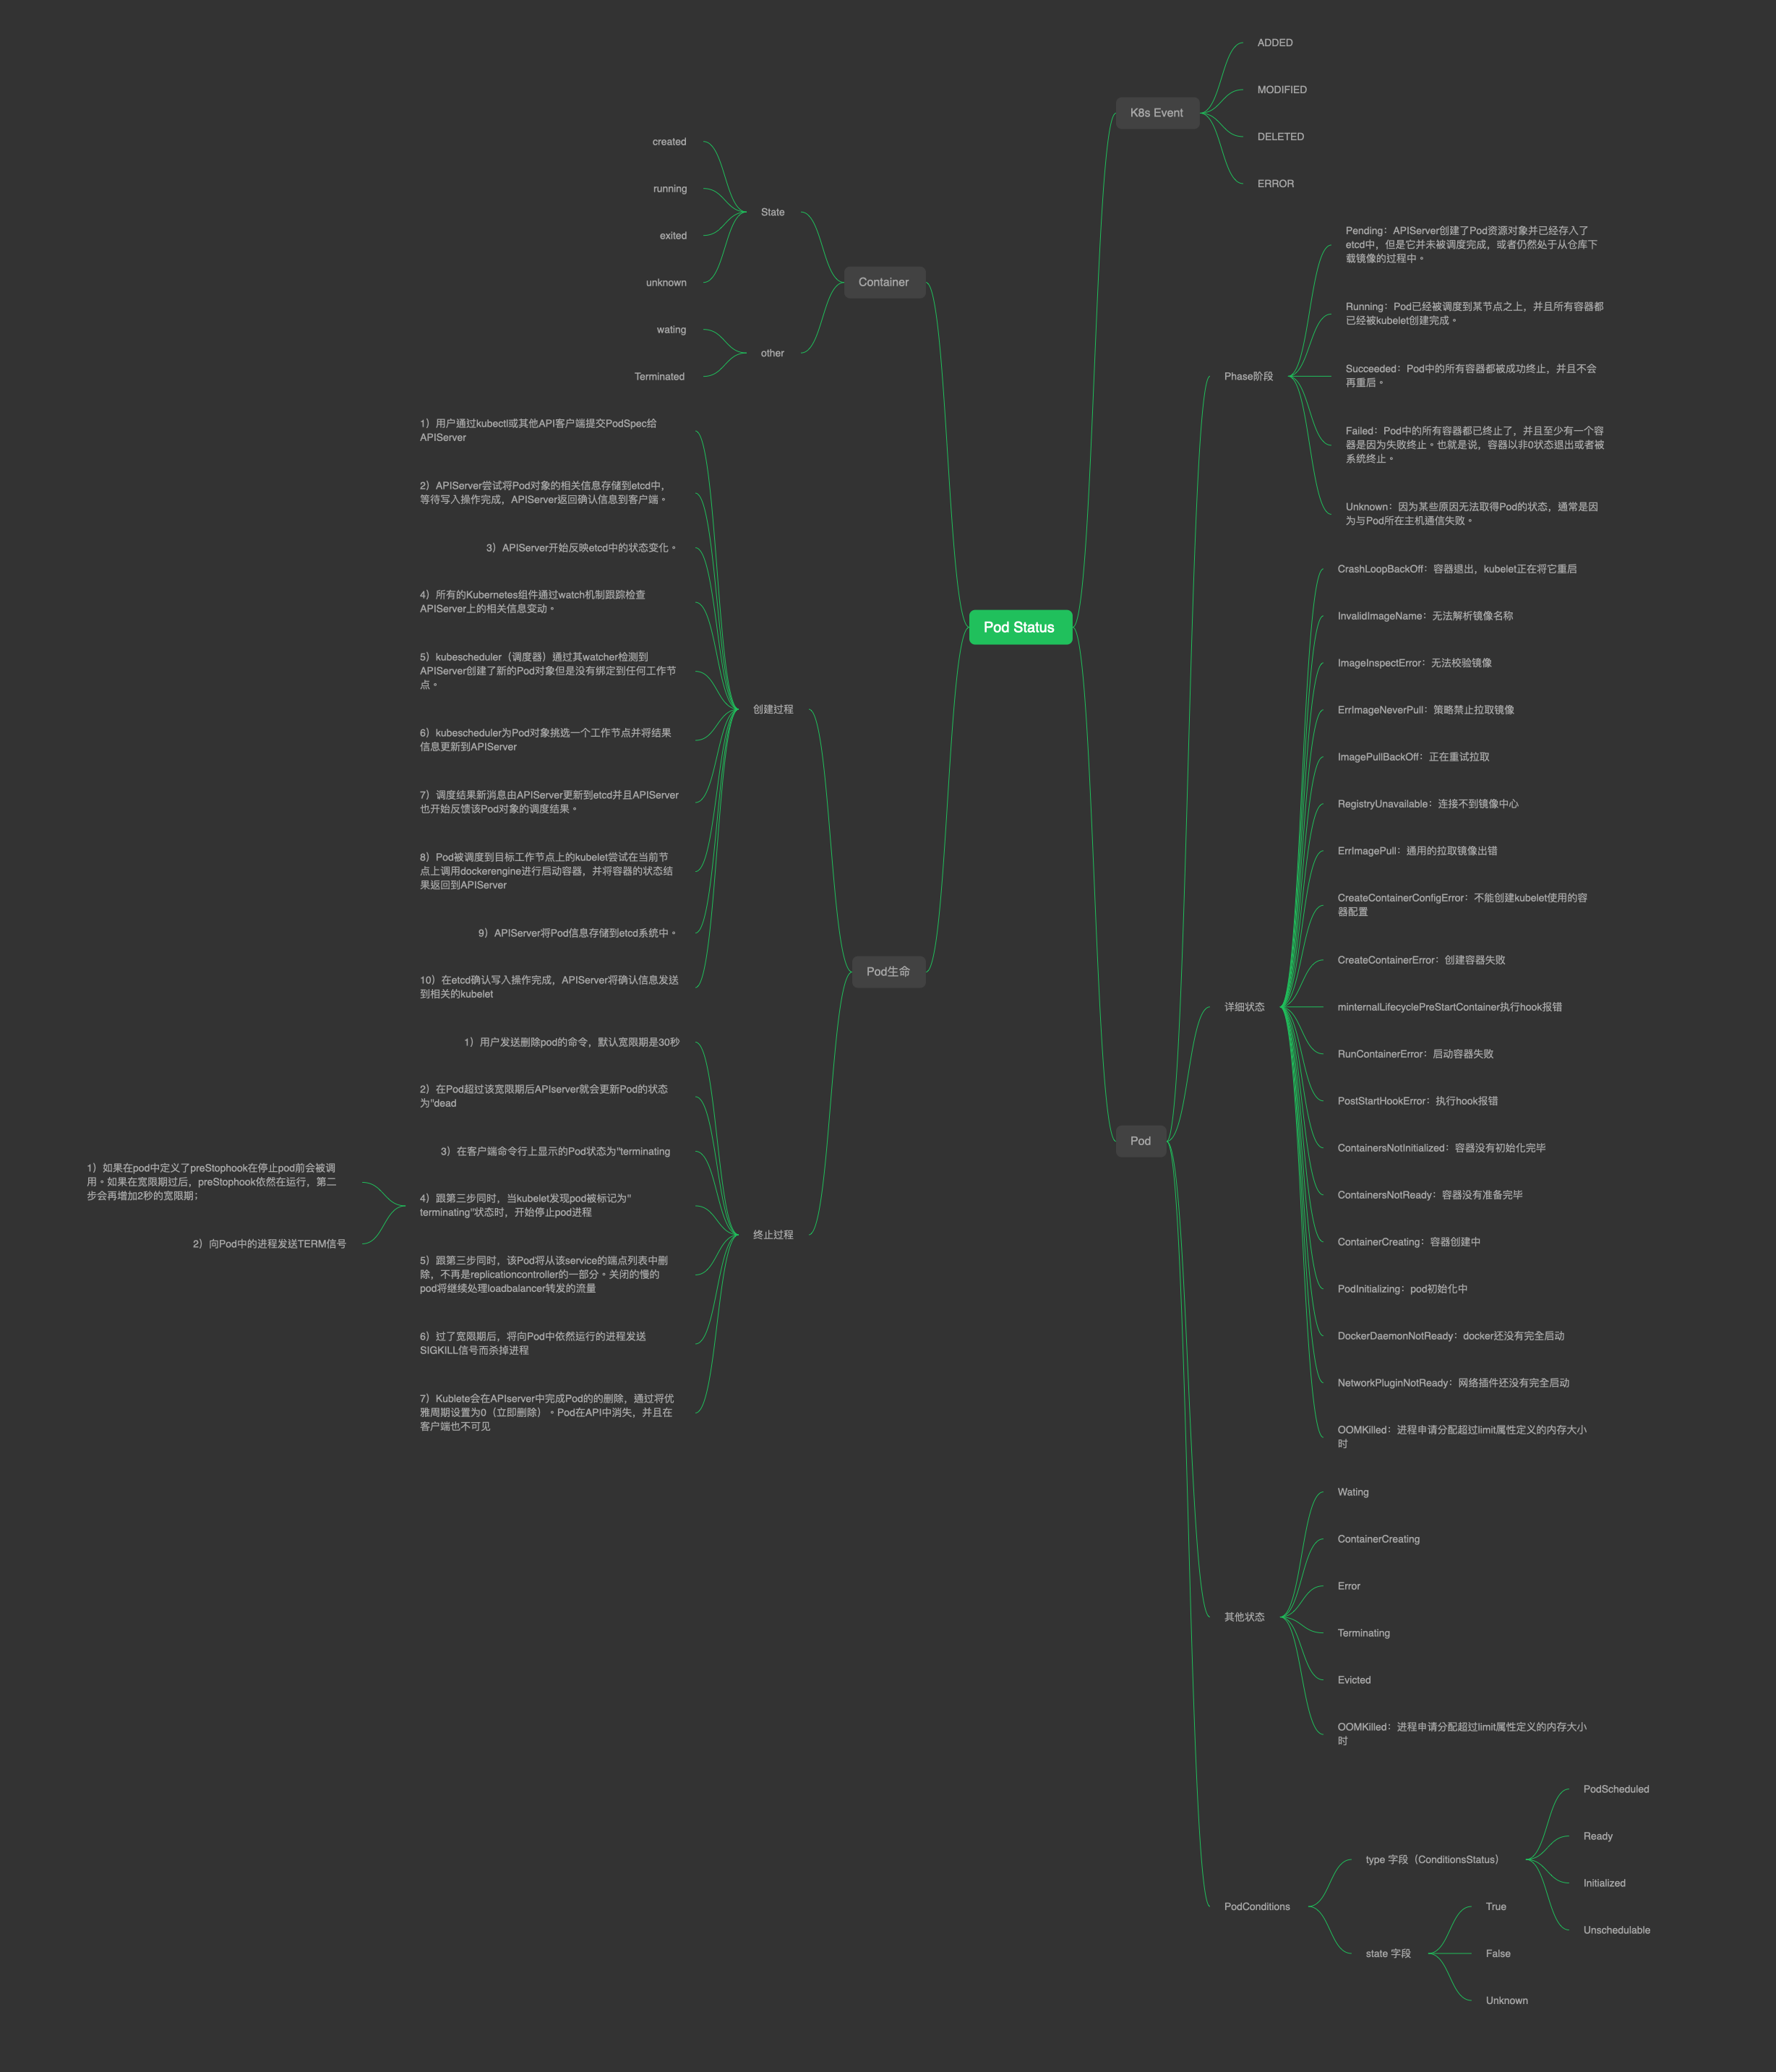 Pod Status
K8s Event
ADDED
MODIFIED
DELETED
ERROR
Pod
Phase阶段
Pending：APIServer创建了Pod资源对象并已经存入了
etcd中，但是它并未被调度完成，或者仍然处于从仓库下
载镜像的过程中。
Running：Pod已经被调度到某节点之上，并且所有容器都
已经被kubelet创建完成。
Succeeded：Pod中的所有容器都被成功终止，并且不会
再重启。
Failed：Pod中的所有容器都已终止了，并且至少有一个容
器是因为失败终止。也就是说，容器以非0状态退出或者被
系统终止。
Unknown：因为某些原因无法取得Pod的状态，通常是因
为与Pod所在主机通信失败。
详细状态
CrashLoopBackOff：容器退出，kubelet正在将它重启
InvalidImageName：无法解析镜像名称
ImageInspectError：无法校验镜像
ErrImageNeverPull：策略禁止拉取镜像
ImagePullBackOff：正在重试拉取
RegistryUnavailable：连接不到镜像中心
ErrImagePull：通用的拉取镜像出错
CreateContainerConfigError：不能创建kubelet使用的容
器配置
CreateContainerError：创建容器失败
minternalLifecyclePreStartContainer执行hook报错
RunContainerError：启动容器失败
PostStartHookError：执行hook报错
ContainersNotInitialized：容器没有初始化完毕
ContainersNotReady：容器没有准备完毕
ContainerCreating：容器创建中
PodInitializing：pod初始化中
DockerDaemonNotReady：docker还没有完全启动
NetworkPluginNotReady：网络插件还没有完全启动
OOMKilled：进程申请分配超过limit属性定义的内存大小
时
其他状态
Wating
ContainerCreating
Error
Terminating
Evicted
OOMKilled：进程申请分配超过limit属性定义的内存大小
时
PodConditions
type 字段（ConditionsStatus）
PodScheduled
Ready
Initialized
Unschedulable
state 字段
True
False
Unknown
Container
State
created
running
exited
unknown
other
wating
Terminated
Pod生命
创建过程
1）用户通过kubectl或其他API客户端提交PodSpec给
APIServer
2）APIServer尝试将Pod对象的相关信息存储到etcd中，
等待写入操作完成，APIServer返回确认信息到客户端。
3）APIServer开始反映etcd中的状态变化。
4）所有的Kubernetes组件通过watch机制跟踪检查
APIServer上的相关信息变动。
5）kubescheduler（调度器）通过其watcher检测到
APIServer创建了新的Pod对象但是没有绑定到任何工作节
点。
6）kubescheduler为Pod对象挑选一个工作节点并将结果
信息更新到APIServer
7）调度结果新消息由APIServer更新到etcd并且APIServer
也开始反馈该Pod对象的调度结果。
8）Pod被调度到目标工作节点上的kubelet尝试在当前节
点上调用dockerengine进行启动容器，并将容器的状态结
果返回到APIServer
9）APIServer将Pod信息存储到etcd系统中。
10）在etcd确认写入操作完成，APIServer将确认信息发送
到相关的kubelet
终止过程
1）用户发送删除pod的命令，默认宽限期是30秒
2）在Pod超过该宽限期后APIserver就会更新Pod的状态
为"dead
3）在客户端命令行上显示的Pod状态为"terminating
4）跟第三步同时，当kubelet发现pod被标记为"
terminating"状态时，开始停止pod进程
1）如果在pod中定义了preStophook在停止pod前会被调
用。如果在宽限期过后，preStophook依然在运行，第二
步会再增加2秒的宽限期；
2）向Pod中的进程发送TERM信号
5）跟第三步同时，该Pod将从该service的端点列表中删
除，不再是replicationcontroller的一部分。关闭的慢的
pod将继续处理loadbalancer转发的流量
6）过了宽限期后，将向Pod中依然运行的进程发送
SIGKILL信号而杀掉进程
7）Kublete会在APIserver中完成Pod的的删除，通过将优
雅周期设置为0（立即删除）。Pod在API中消失，并且在
客户端也不可见